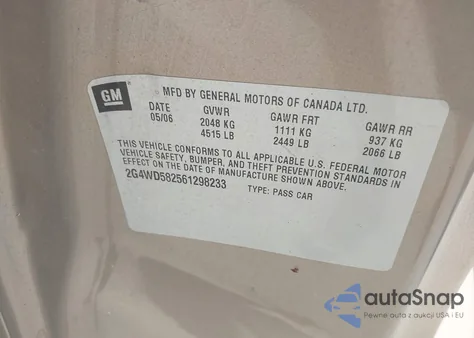 GM
MFD BY GENERAL MOTORS OF CANADA LTD.
DATE GVWR GAWR FRT GAWR RR
05/06 2048 KG 1111 KG 937 KG
4515 LB 2449 LB 2066 LB
THIS VEHICLE CONFORMS TO ALL APPLICABLE U.S. FEDERAL MOTOR
VEHICLE SAFETY, BUMPER, AND THEFT PREVENTION STANDARDS IN
EFFECT ON THE DATE OF MANUFACTURE SHOWN ABOVE.
2G4WD582561298233
TYPE: PASS CAR
autoSnap
Pewne auta z aukcji USA i EU